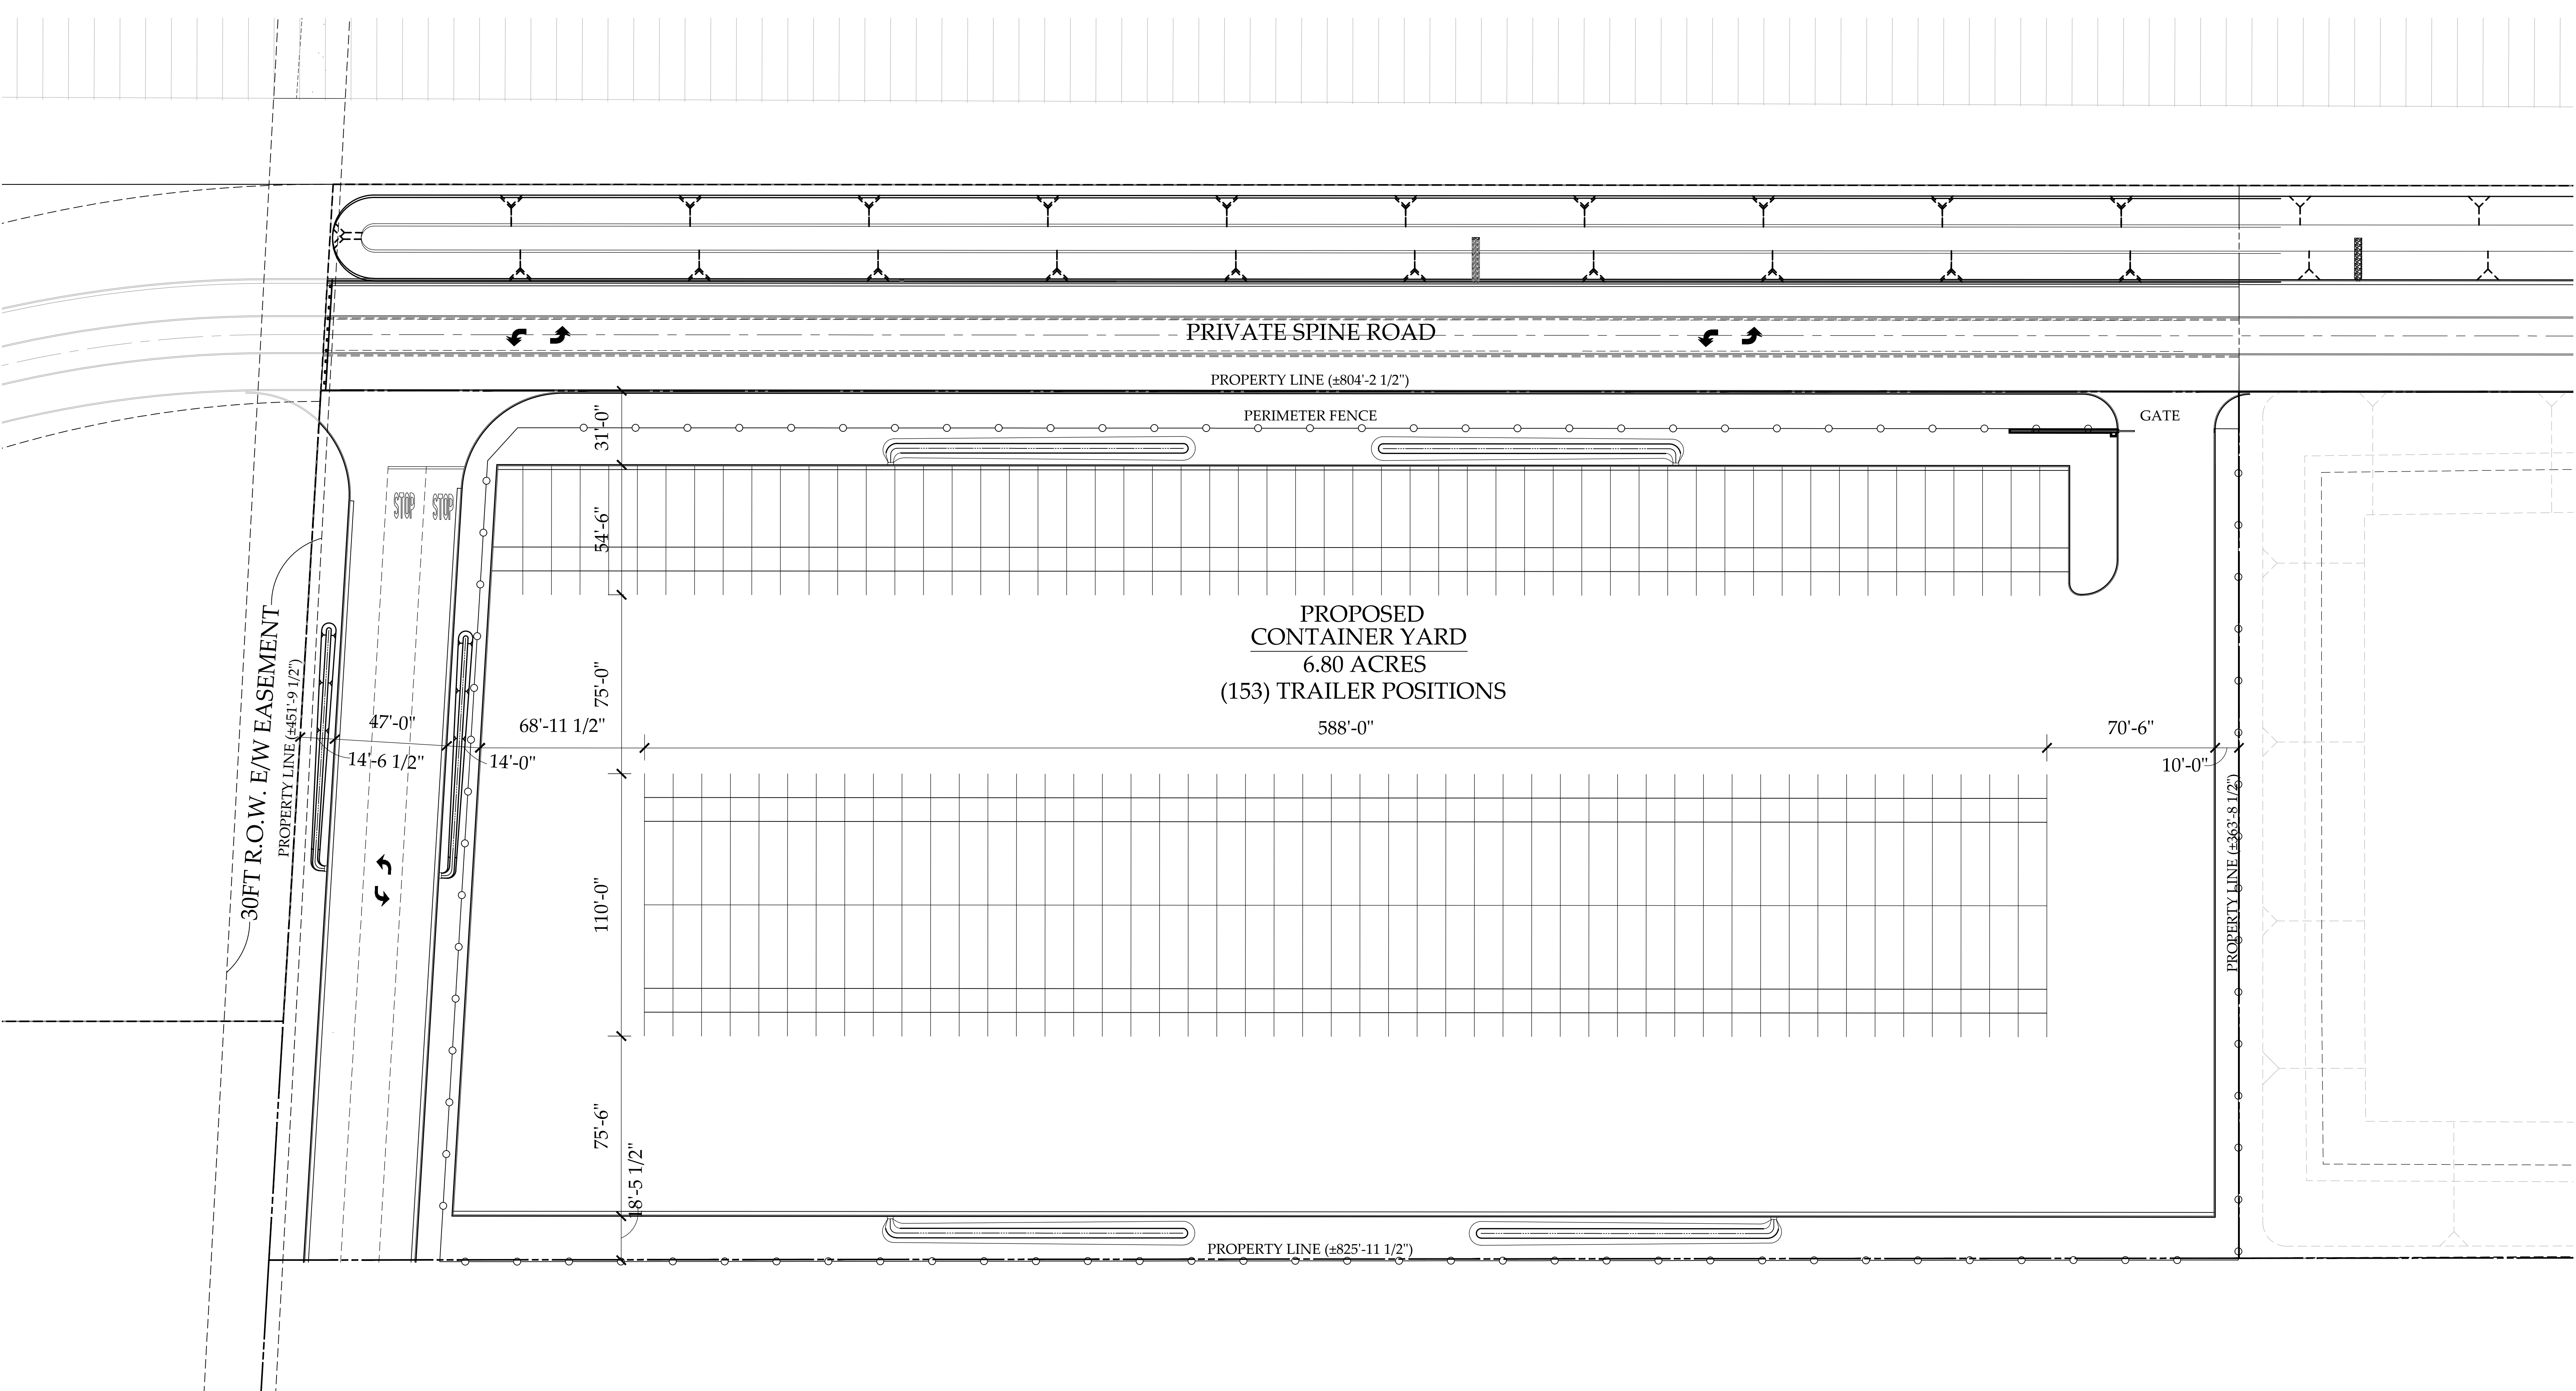 PRIVATE SPINE ROAD
PROPERTY LINE (±804'-2 1/2")
PERIMETER FENCE
GATE
31'-0"
STOP
STOP
54'-6"
PROPOSED
CONTAINER YARD
6.80 ACRES
(153) TRAILER POSITIONS
30FT R.O.W. E/W EASEMENT
PROPERTY LINE (±451'-9 1/2")
75'-0"
47'-0"
68'-11 1/2"
588'-0"
70'-6"
14'-6 1/2"
14'-0"
10'-0"
PROPERTY LINE (±363'-8 1/2")
110'-0"
75'-6"
18'-5 1/2"
PROPERTY LINE (±825'-11 1/2")